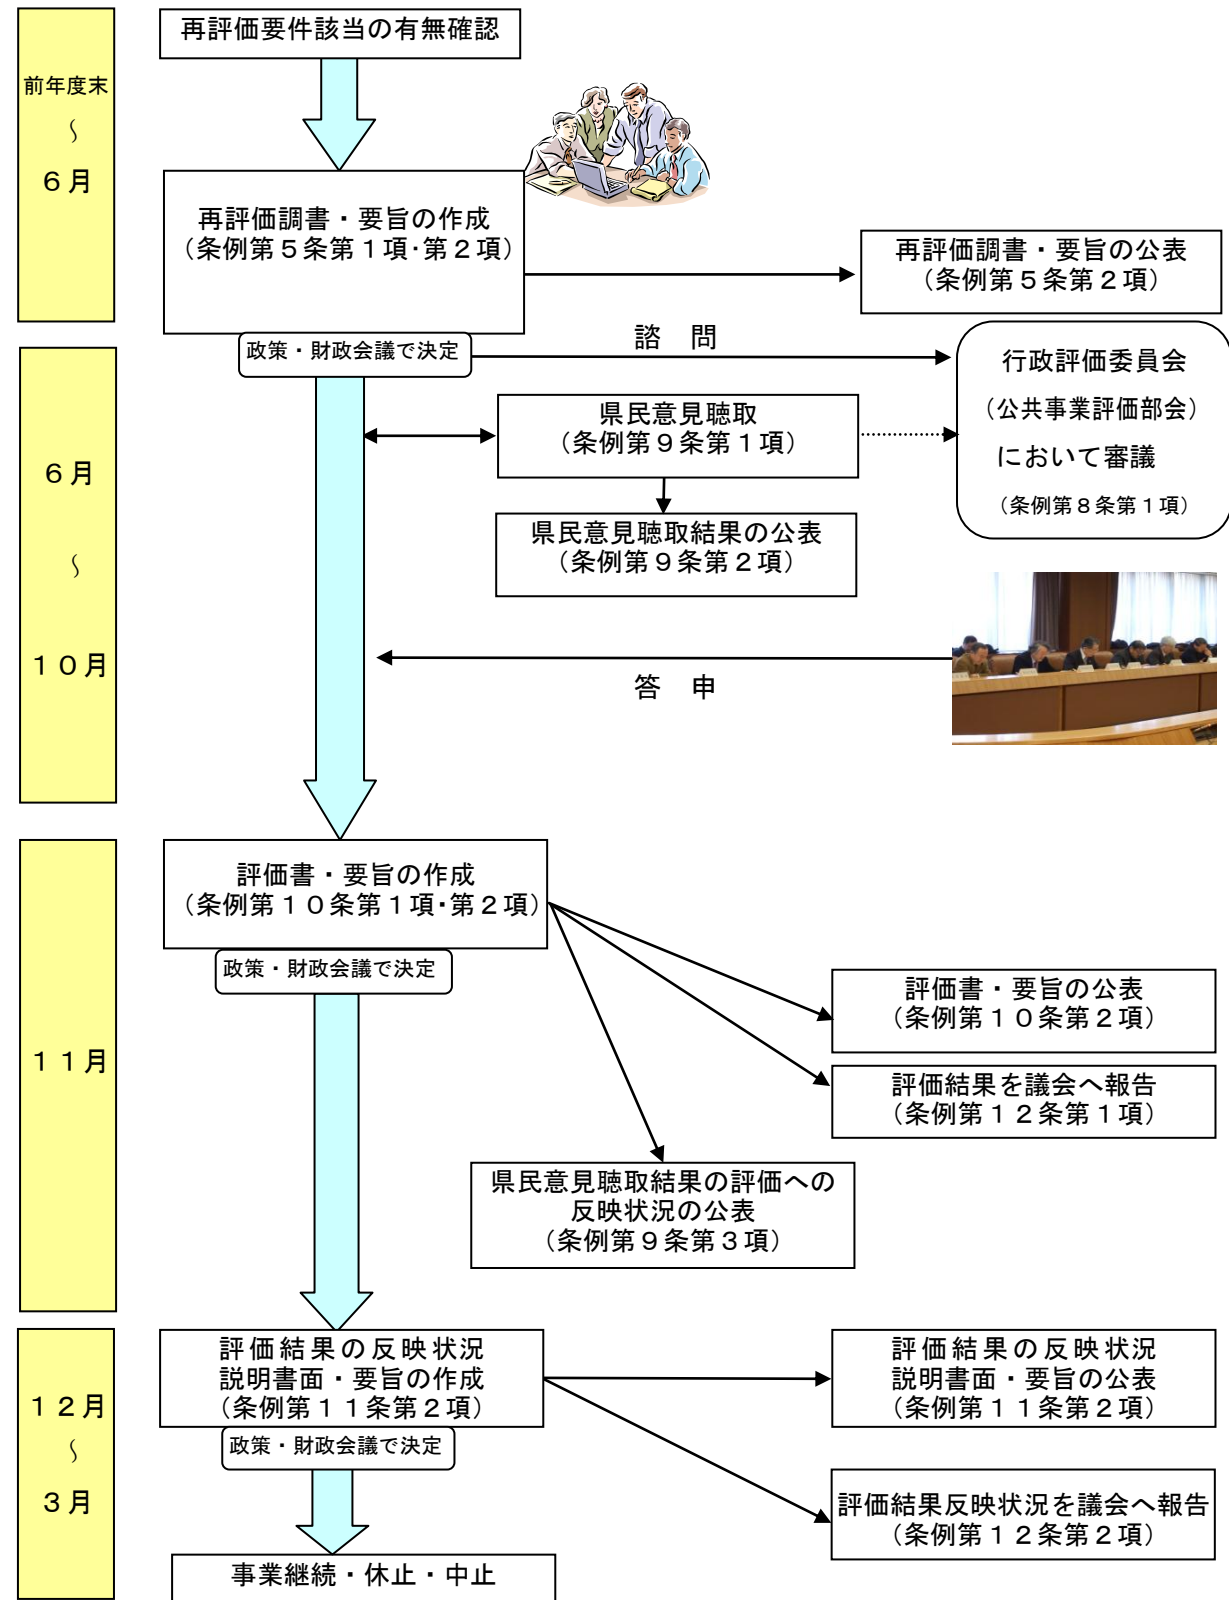 前年度末
～
６月
再評価要件該当の有無確認
再評価調書・要旨の作成
（条例第５条第１項・第２項）
再評価調書・要旨の公表
（条例第５条第２項）
政策・財政会議で決定
諮　問
行政評価委員会
（公共事業評価部会）
において審議
（条例第８条第１項）
６月
～
１０月
県民意見聴取
（条例第９条第１項）
県民意見聴取結果の公表
（条例第９条第２項）
答　申
１１月
評価書・要旨の作成
（条例第１０条第１項・第２項）
政策・財政会議で決定
評価書・要旨の公表
（条例第１０条第２項）
評価結果を議会へ報告
（条例第１２条第１項）
県民意見聴取結果の評価への
反映状況の公表
（条例第９条第３項）
１２月
～
３月
評価結果の反映状況
説明書面・要旨の作成
（条例第１１条第２項）
政策・財政会議で決定
評価結果の反映状況
説明書面・要旨の公表
（条例第１１条第２項）
評価結果反映状況を議会へ報告
（条例第１２条第２項）
事業継続・休止・中止